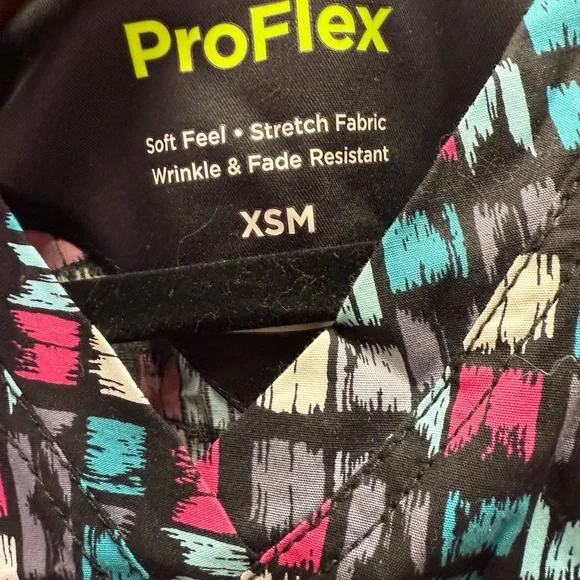 ProFlex
Soft Feel • Stretch Fabric
Wrinkle & Fade Resistant
XSM